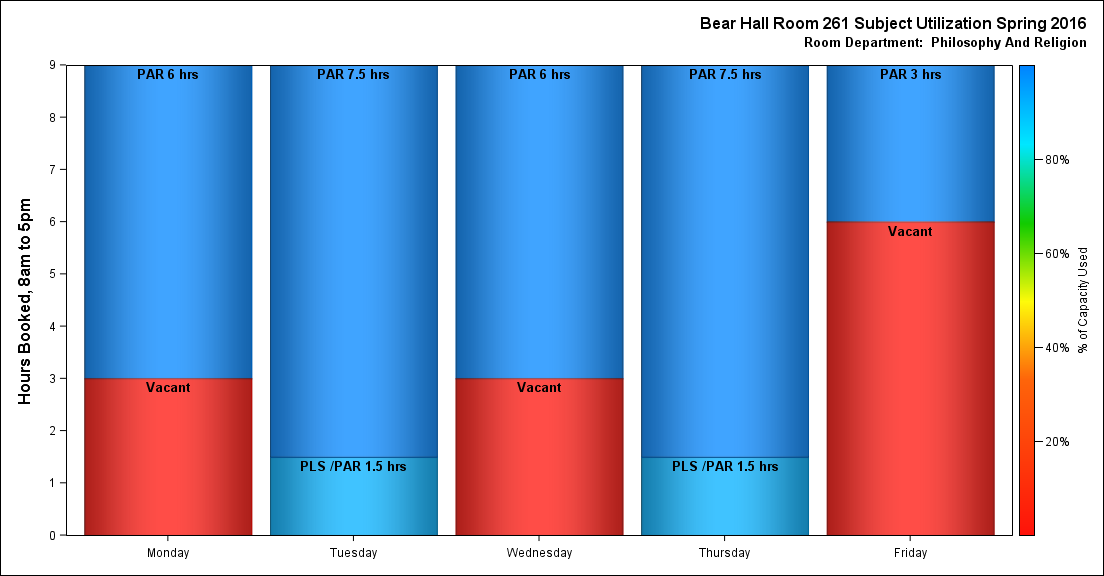 Bear Hall Room 261 Subject Utilization Spring 2016
Room Department:  Philosophy And Religion
Hours Booked, 8am to 5pm
9
8
7
6
5
4
3
2
1
0
PAR 6 hrs
Vacant
PAR 7.5 hrs
PLS /PAR 1.5 hrs
PAR 6 hrs
Vacant
PAR 7.5 hrs
PLS /PAR 1.5 hrs
PAR 3 hrs
Vacant
Monday
Tuesday
Wednesday
Thursday
Friday
80%
60%
40%
20%
% of Capacity Used